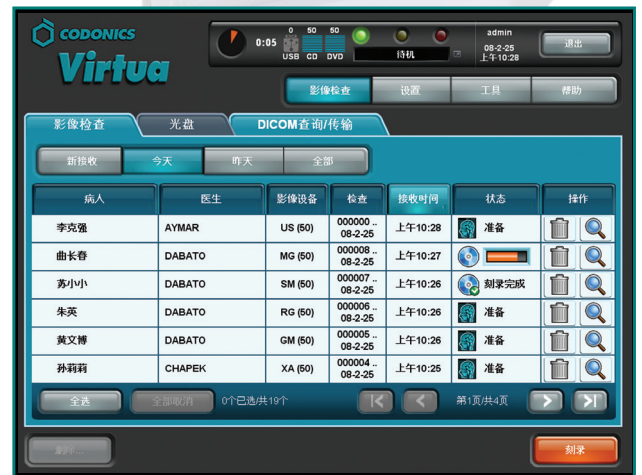 CODONICS
Virtua
0:05
0 50 50
USB CD DVD
待机
admin
08-2-25
上午10:28
退出
影像检查 设置 工具 帮助
影像检查 光盘 DICOM查询/传输
新接收 今天 昨天 全部
病人 医生 影像设备 检查 接收时间 状态 操作
李克强 AYMAR US (50) 000000 .. 08-2-25 上午10:28 准备
曲长春 DABATO MG (50) 000008 .. 08-2-25 上午10:27
苏小小 DABATO SM (50) 000007 .. 08-2-25 上午10:26 刻录完成
朱英 DABATO RG (50) 000006 .. 08-2-25 上午10:26 准备
黄文博 DABATO GM (50) 000005 .. 08-2-25 上午10:26 准备
孙莉莉 CHAPEK XA (50) 000004 .. 08-2-25 上午10:25 准备
全选 全部取消 0个已选/共19个 第1页/共4页
刻录